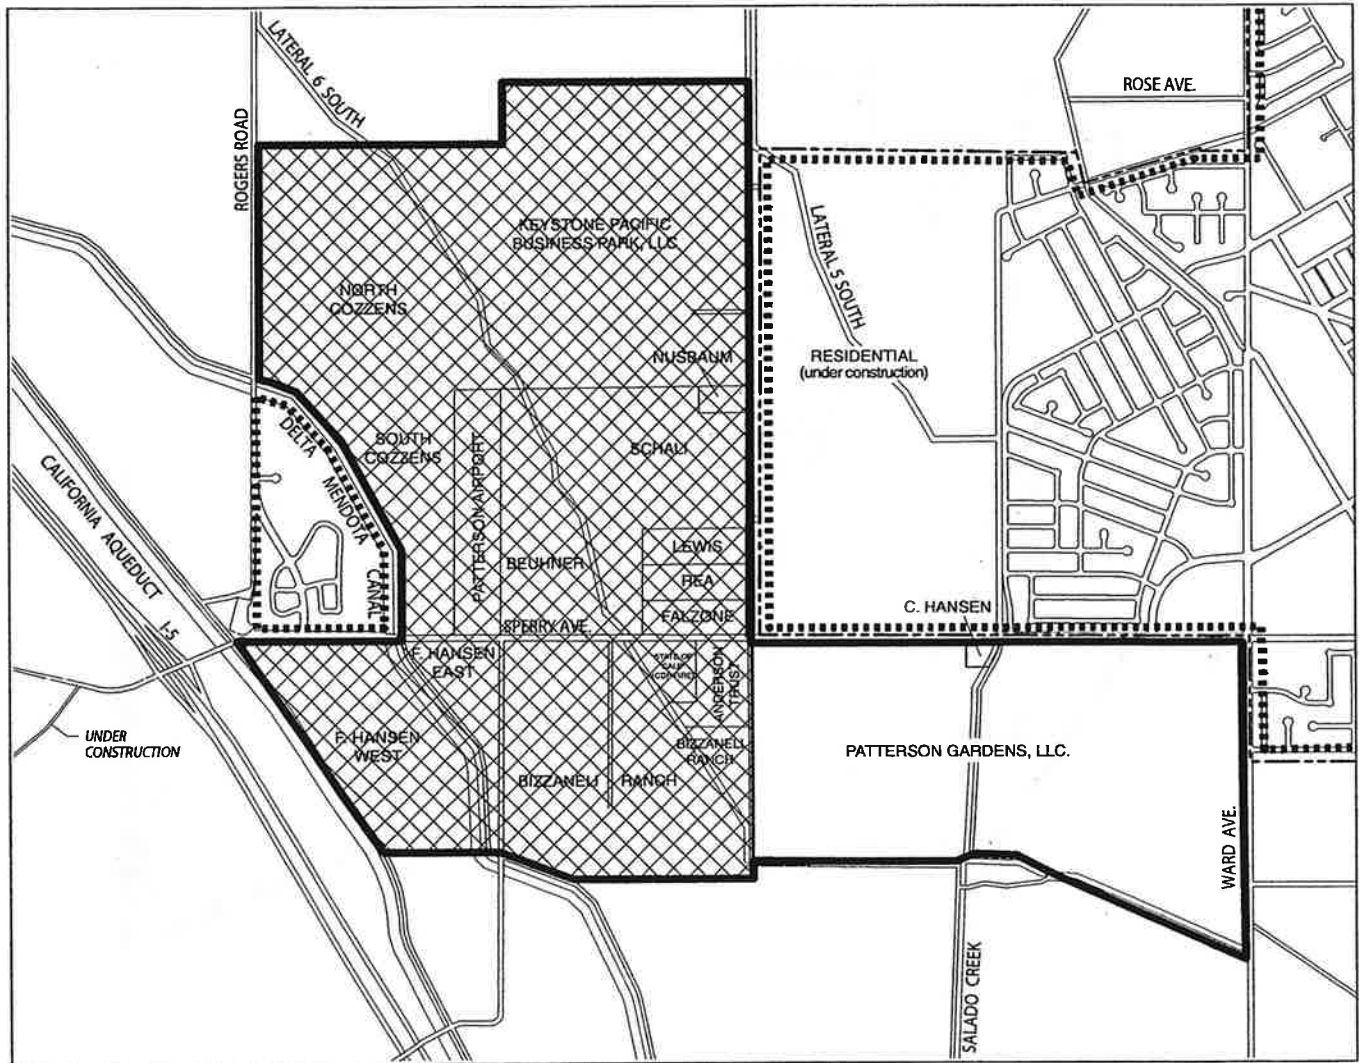 LATERAL 6 SOUTH
ROSE AVE.
ROGERS ROAD
KEYSTONE PACIFIC
BUSINESS PARK, LLC
LATERAL 5 SOUTH
NORTH
COZZENS
NUSBAUM
RESIDENTIAL
(under construction)
DELTA
MENDOTA
CANAL
SOUTH
COZZENS
SCHALI
PATTERSON AIRPORT
CALIFORNIA AQUEDUCT
I-5
LEWIS
BEUHNER
REA
C. HANSEN
FALZONE
SPERRY AVE.
F. HANSEN
EAST
STATE OF
CALIF
ANDERSON
TRUST
F. HANSEN
WEST
UNDER
CONSTRUCTION
BIZZANELI
RANCH
PATTERSON GARDENS, LLC.
BIZZANELI RANCH
WARD AVE.
SALADO CREEK